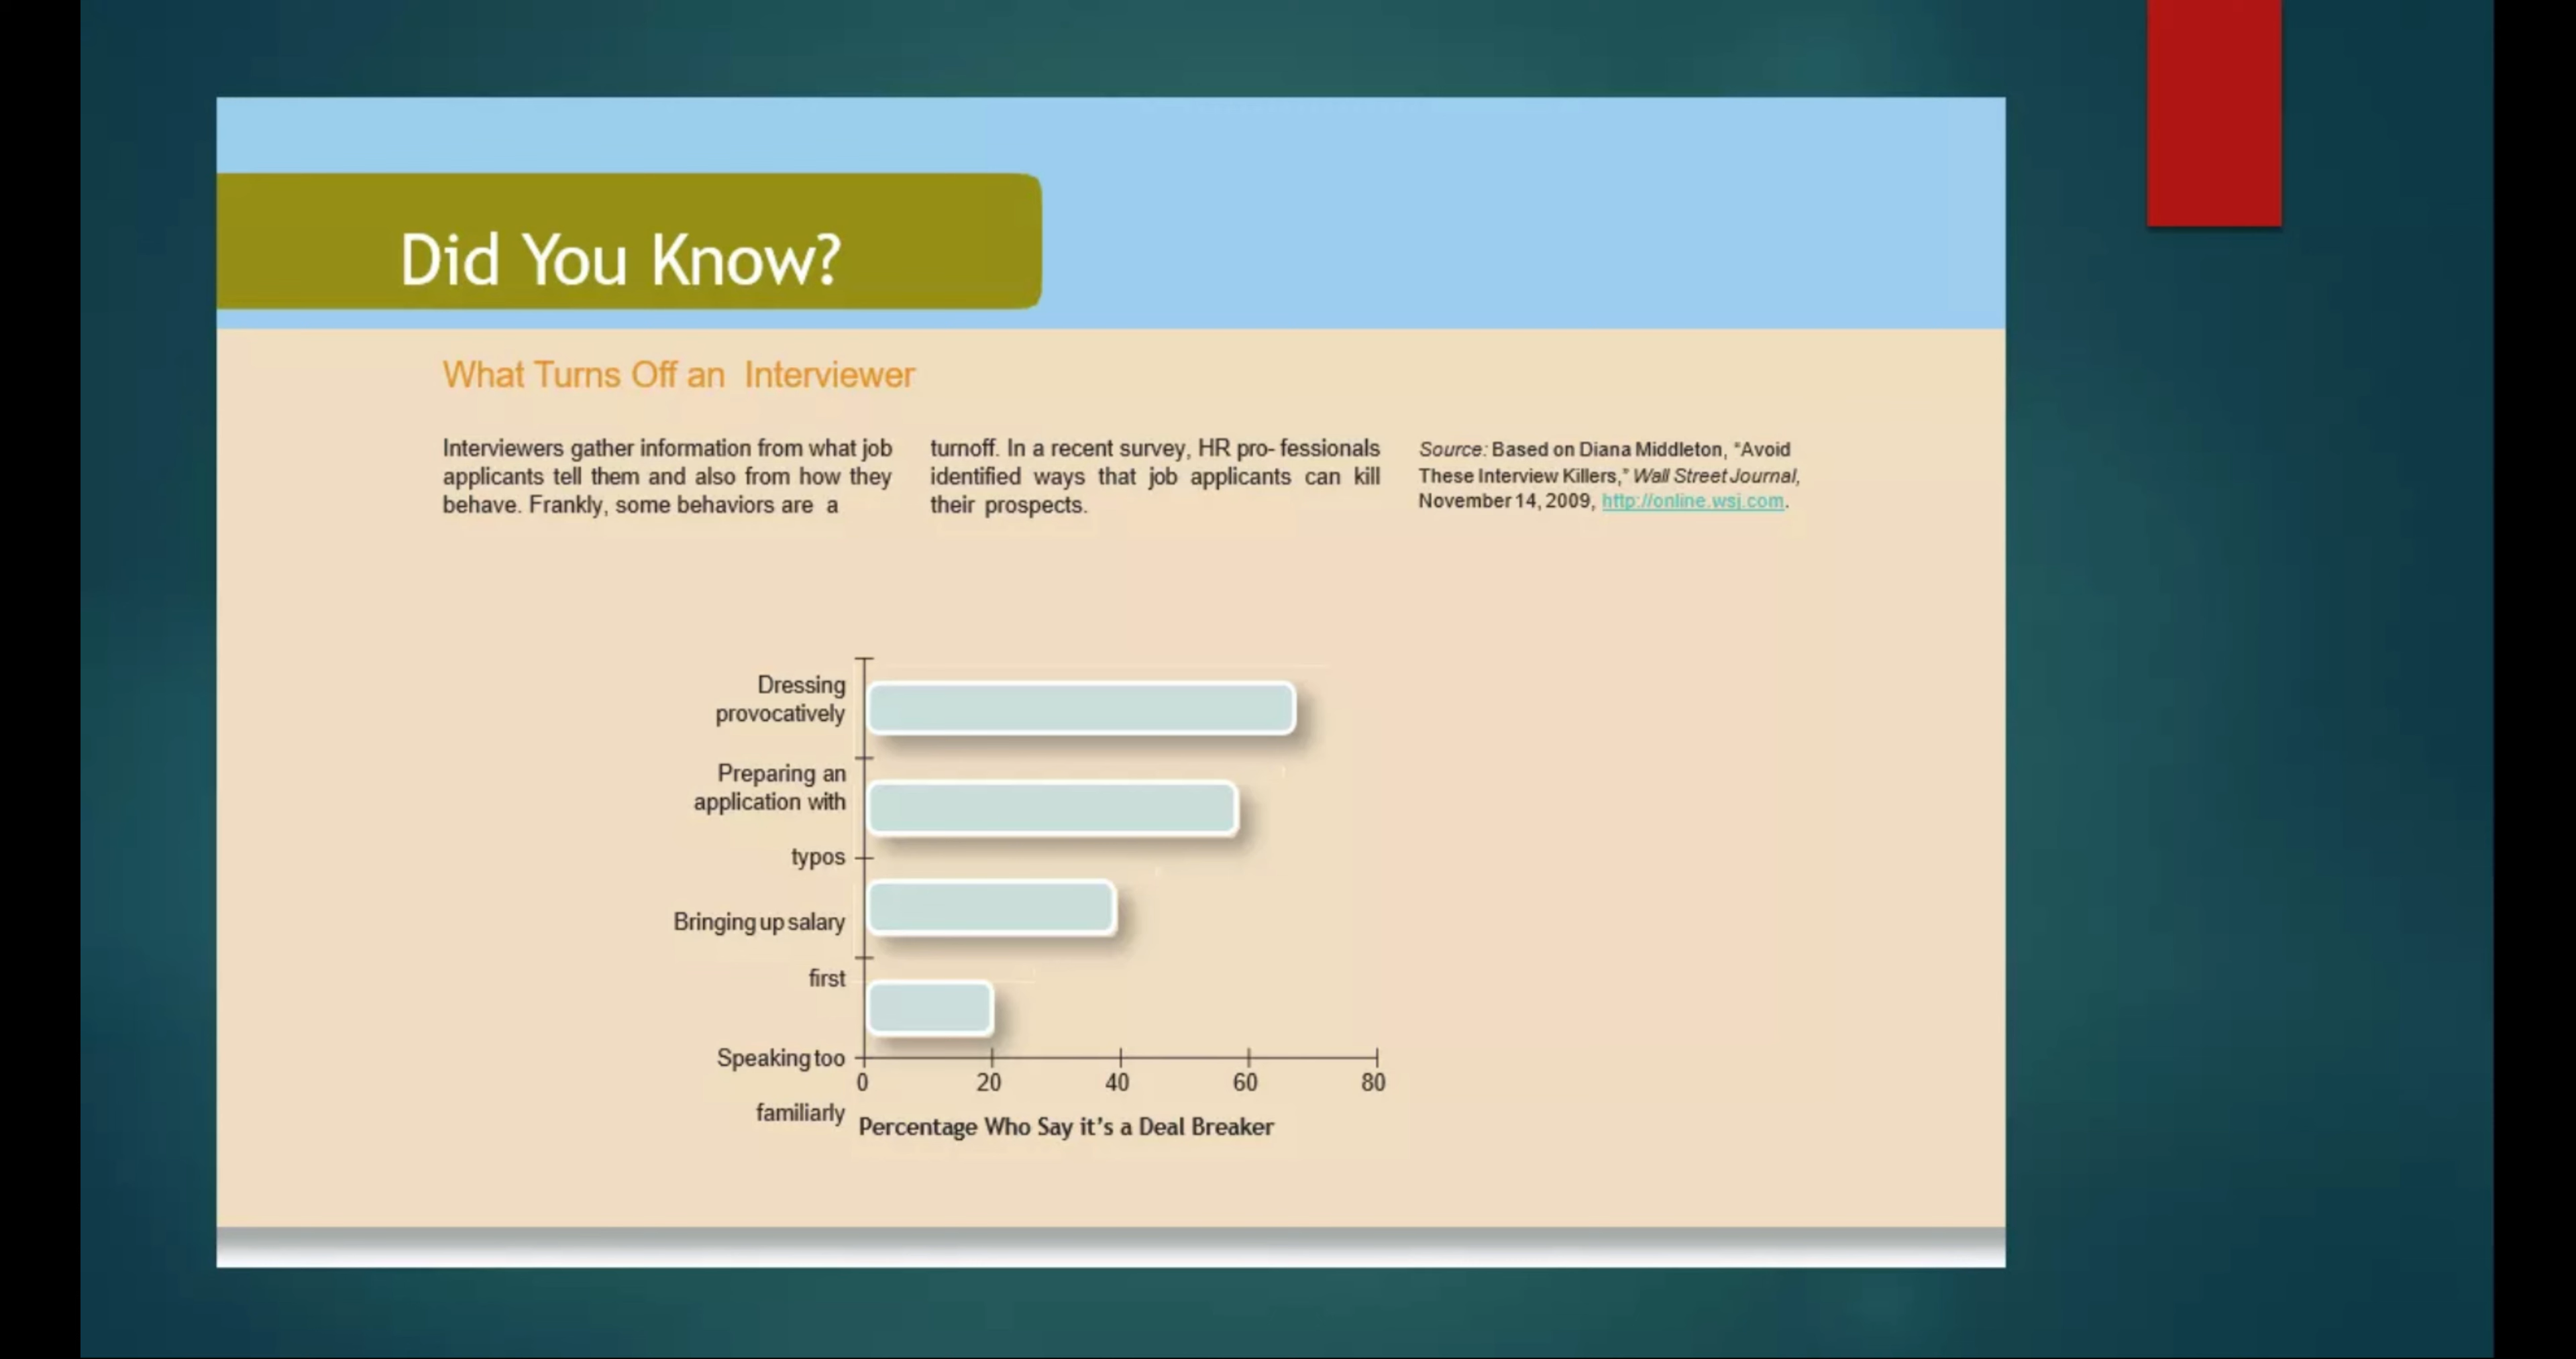 Did You Know?
What Turns Off an Interviewer
Interviewers gather information from what job
applicants tell them and also from how they
behave. Frankly, some behaviors are a
turnoff. In a recent survey, HR pro- fessionals
identified ways that job applicants can kill
their prospects.
Source: Based on Diana Middleton, “Avoid
These Interview Killers,” Wall Street Journal,
November 14, 2009, http://online.wsj.com.
Dressing
provocatively
Preparing an
application with
typos
Bringing up salary
first
Speaking too
familiarly
0 20 40 60 80
Percentage Who Say it’s a Deal Breaker